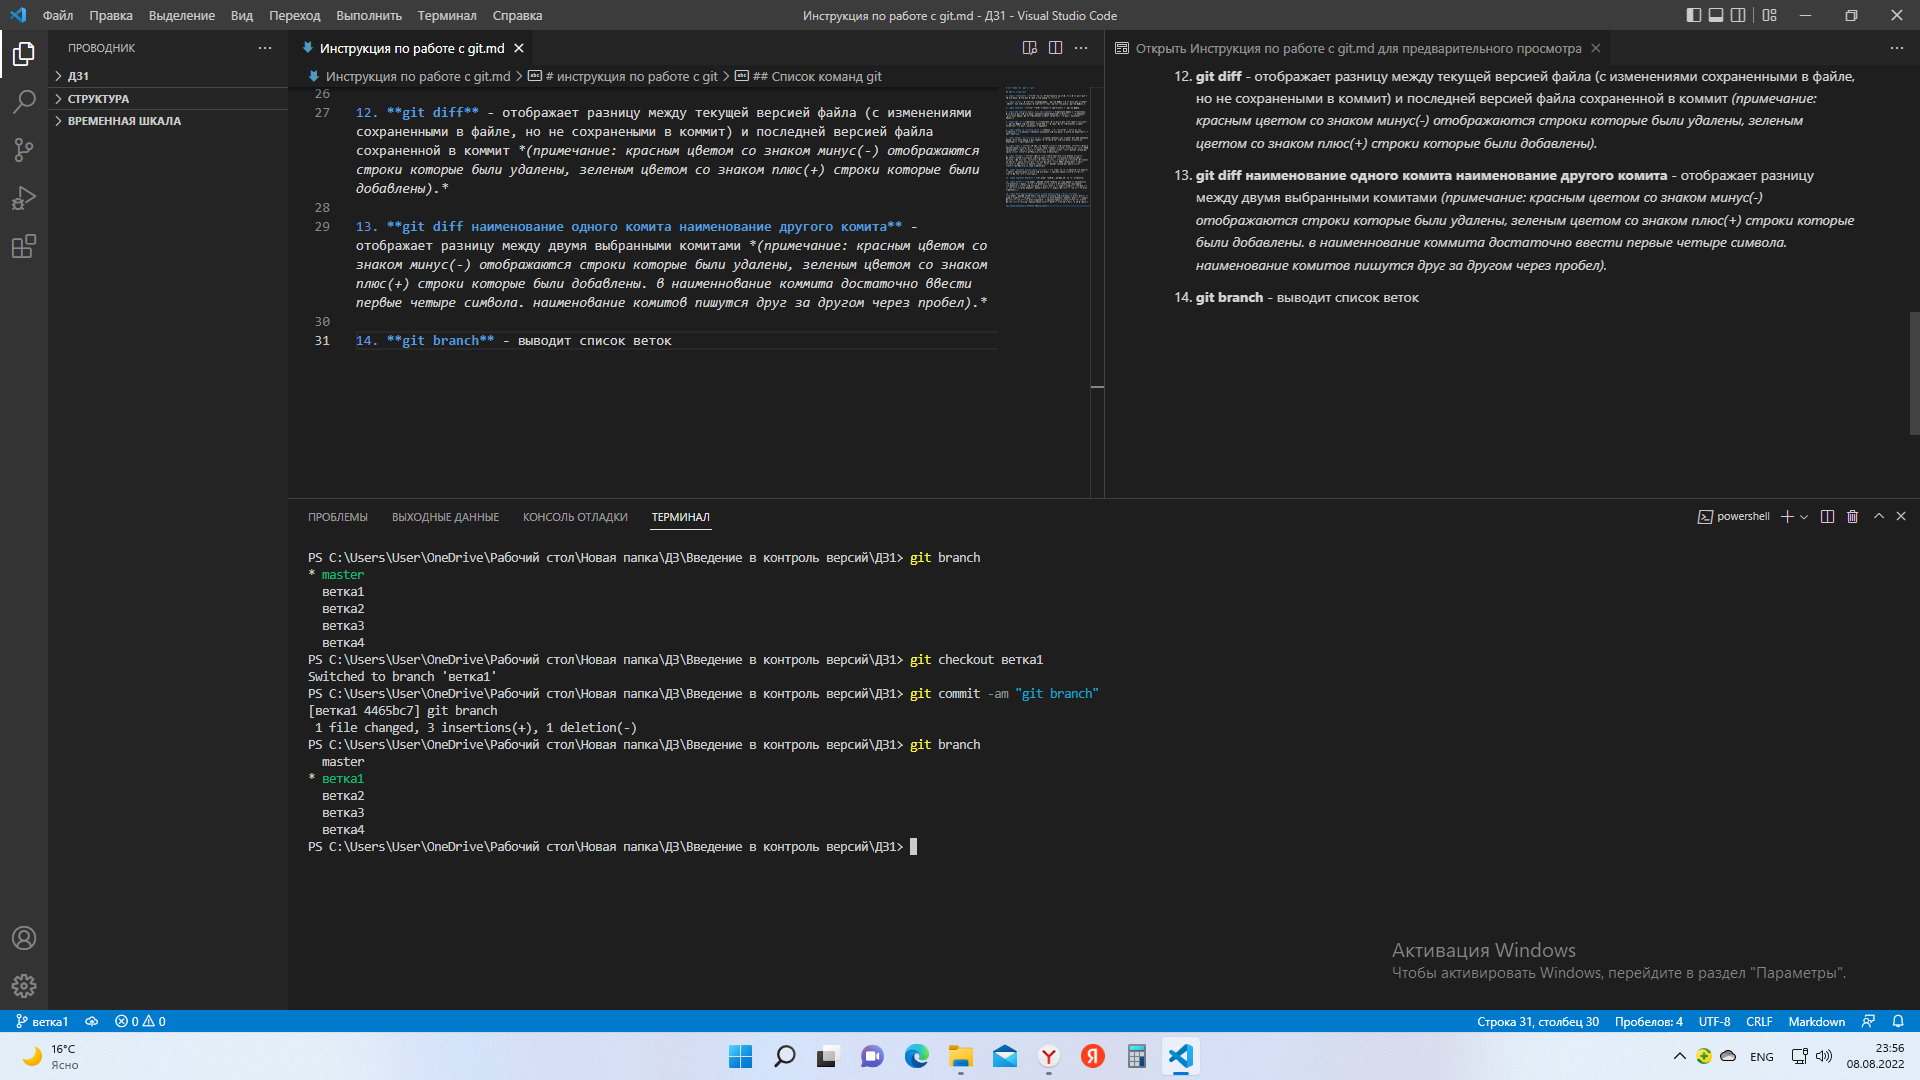 Файл Правка Выделение Вид Переход Выполнить Терминал Справка
Инструкция по работе с git.md - ДЗ1 - Visual Studio Code
ПРОВОДНИК
ДЗ1
СТРУКТУРА
ВРЕМЕННАЯ ШКАЛА
Инструкция по работе с git.md
Инструкция по работе с git.md > # инструкция по работе с git > ## Список команд git
26
27 12. **git diff** - отображает разницу между текущей версией файла (с изменениями
сохраненными в файле, но не сохранеными в коммит) и последней версией файла
сохраненной в коммит *(примечание: красным цветом со знаком минус(-) отображаются
строки которые были удалены, зеленым цветом со знаком плюс(+) строки которые были
добавлены).*
28
29 13. **git diff наименование одного комита наименование другого комита** -
отображает разницу между двумя выбранными комитами *(примечание: красным цветом со
знаком минус(-) отображаются строки которые были удалены, зеленым цветом со знаком
плюс(+) строки которые были добавлены. в наименнование коммита достаточно ввести
первые четыре символа. наименование комитов пишутся друг за другом через пробел).*
30
31 14. **git branch** - выводит список веток
Открыть Инструкция по работе с git.md для предварительного просмотра
12. git diff - отображает разницу между текущей версией файла (с изменениями сохраненными в файле,
но не сохранеными в коммит) и последней версией файла сохраненной в коммит (примечание:
красным цветом со знаком минус(-) отображаются строки которые были удалены, зеленым
цветом со знаком плюс(+) строки которые были добавлены).
13. git diff наименование одного комита наименование другого комита - отображает разницу
между двумя выбранными комитами (примечание: красным цветом со знаком минус(-)
отображаются строки которые были удалены, зеленым цветом со знаком плюс(+) строки которые
были добавлены. в наименнование коммита достаточно ввести первые четыре символа.
наименование комитов пишутся друг за другом через пробел).
14. git branch - выводит список веток
ПРОБЛЕМЫ ВЫХОДНЫЕ ДАННЫЕ КОНСОЛЬ ОТЛАДКИ ТЕРМИНАЛ
powershell
PS C:\Users\User\OneDrive\Рабочий стол\Новая папка\ДЗ\Введение в контроль версий\ДЗ1> git branch
* master
ветка1
ветка2
ветка3
ветка4
PS C:\Users\User\OneDrive\Рабочий стол\Новая папка\ДЗ\Введение в контроль версий\ДЗ1> git checkout ветка1
Switched to branch 'ветка1'
PS C:\Users\User\OneDrive\Рабочий стол\Новая папка\ДЗ\Введение в контроль версий\ДЗ1> git commit -am "git branch"
[ветка1 4465bc7] git branch
1 file changed, 3 insertions(+), 1 deletion(-)
PS C:\Users\User\OneDrive\Рабочий стол\Новая папка\ДЗ\Введение в контроль версий\ДЗ1> git branch
master
* ветка1
ветка2
ветка3
ветка4
PS C:\Users\User\OneDrive\Рабочий стол\Новая папка\ДЗ\Введение в контроль версий\ДЗ1>
Активация Windows
Чтобы активировать Windows, перейдите в раздел "Параметры".
ветка1 0 0
Строка 31, столбец 30 Пробелов: 4 UTF-8 CRLF Markdown
16°C
Ясно
ENG
23:56
08.08.2022